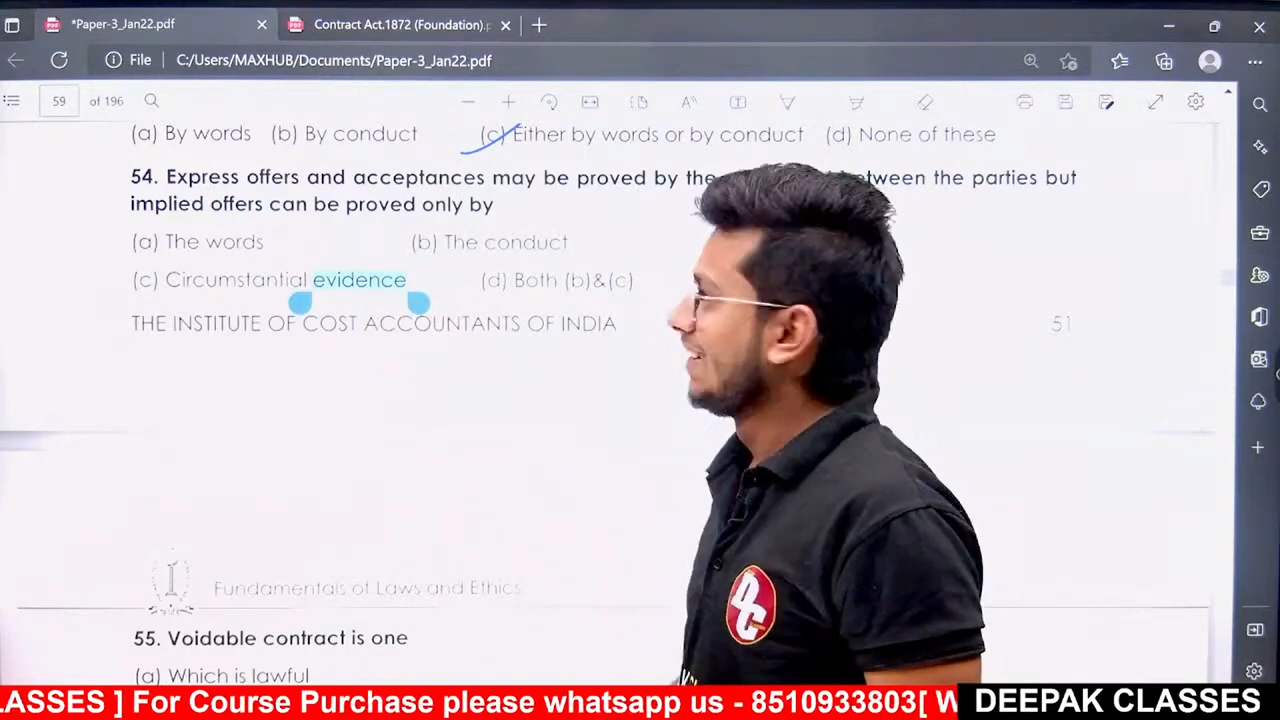 *Paper-3_Jan22.pdf
Contract Act.1872 (Foundation).
File C:/Users/MAXHUB/Documents/Paper-3_Jan22.pdf
59 of 196
(a) By words (b) By conduct (c) Either by words or by conduct (d) None of these
54. Express offers and acceptances may be proved by the between the parties but
implied offers can be proved only by
(a) The words (b) The conduct
(c) Circumstantial evidence (d) Both (b)&(c)
THE INSTITUTE OF COST ACCOUNTANTS OF INDIA 51
Fundamentals of Laws and Ethics
55. Voidable contract is one
(a) Which is lawful
DC
LASSES ] For Course Purchase please whatsapp us - 8510933803[ W
DEEPAK CLASSES